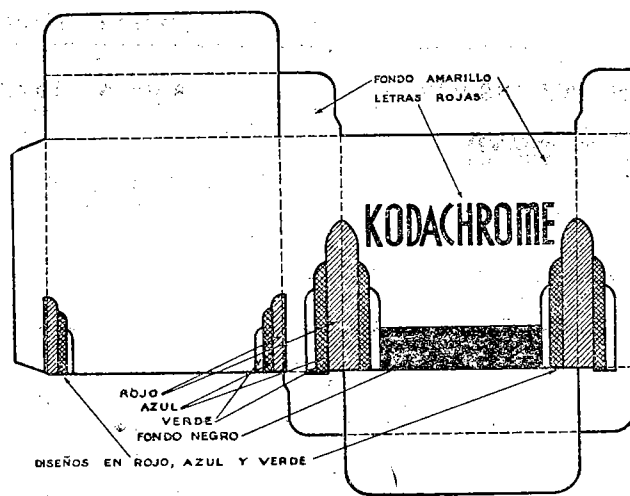 FONDO AMARILLO
LETRAS ROJAS
KODACHROME
ROJO
AZUL
VERDE
FONDO NEGRO
DISEÑOS EN ROJO, AZUL Y VERDE